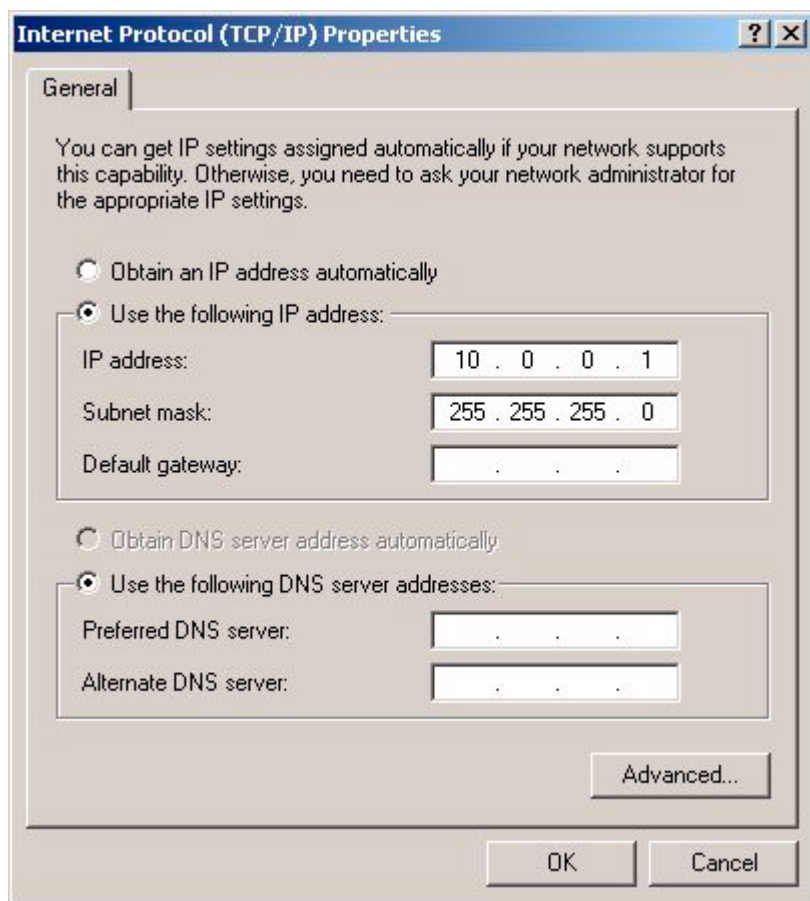 Internet Protocol (TCP/IP) Properties
General
You can get IP settings assigned automatically if your network supports
this capability. Otherwise, you need to ask your network administrator for
the appropriate IP settings.
Obtain an IP address automatically
Use the following IP address:
IP address: 10 . 0 . 0 . 1
Subnet mask: 255 . 255 . 255 . 0
Default gateway: . . .
Obtain DNS server address automatically
Use the following DNS server addresses:
Preferred DNS server: . . .
Alternate DNS server: . . .
Advanced...
OK Cancel